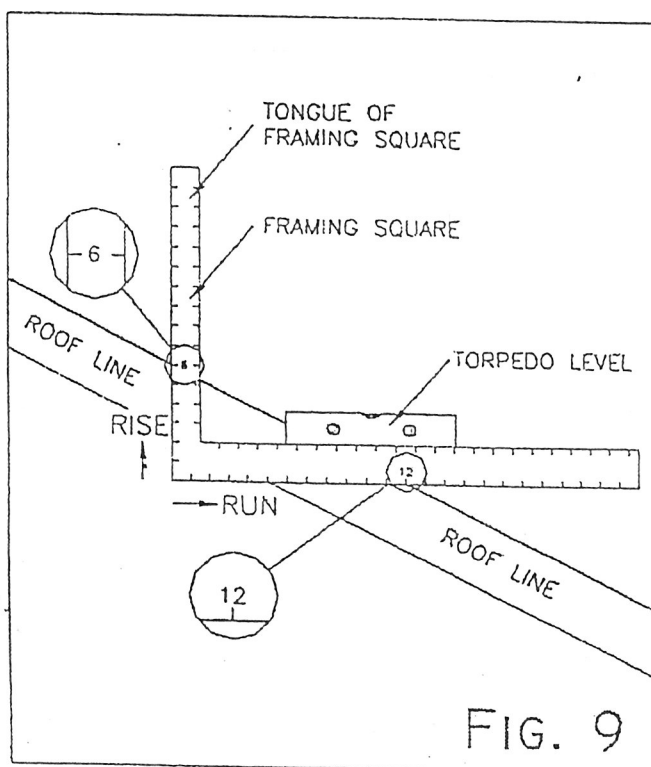 TONGUE OF
FRAMING SQUARE
6
FRAMING SQUARE
ROOF LINE
6
TORPEDO LEVEL
RISE
12
RUN
12
ROOF LINE
FIG. 9